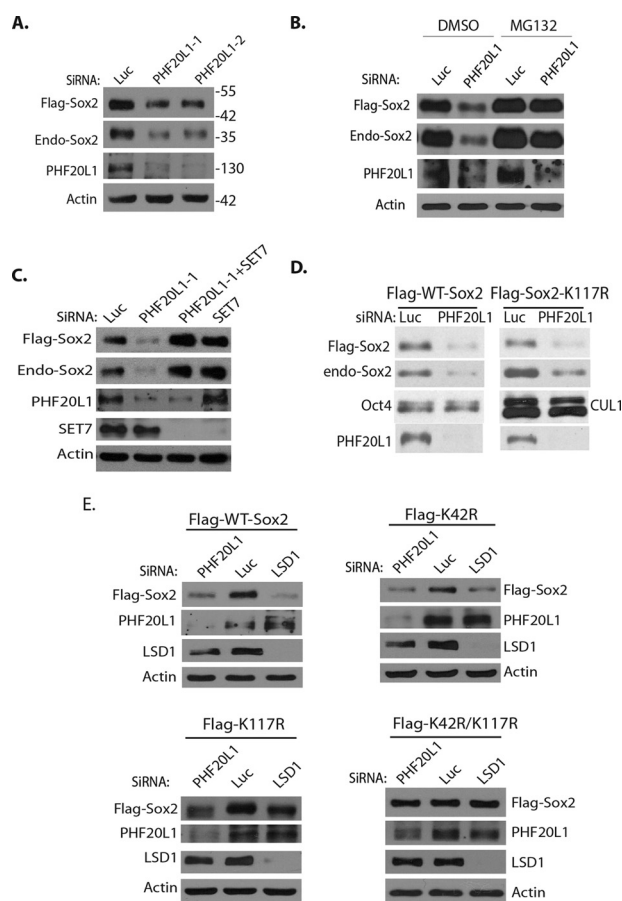 A.
SiRNA:
Luc
PHF20L1-1
PHF20L1-2
Flag-Sox2
-55
-42
Endo-Sox2
-35
PHF20L1
-130
Actin
-42
B.
DMSO MG132
SiRNA:
Luc
PHF20L1
Luc
PHF20L1
Flag-Sox2
Endo-Sox2
PHF20L1
Actin
C.
SiRNA:
Luc
PHF20L1-1
PHF20L1-1+SET7
SET7
Flag-Sox2
Endo-Sox2
PHF20L1
SET7
Actin
D.
Flag-WT-Sox2 Flag-Sox2-K117R
siRNA: Luc PHF20L1 Luc PHF20L1
Flag-Sox2
endo-Sox2
Oct4 CUL1
PHF20L1
E.
Flag-WT-Sox2
SiRNA:
PHF20L1
Luc
LSD1
Flag-Sox2
PHF20L1
LSD1
Actin
Flag-K42R
SiRNA:
PHF20L1
Luc
LSD1
Flag-Sox2
PHF20L1
LSD1
Actin
Flag-K117R
SiRNA:
PHF20L1
Luc
LSD1
Flag-Sox2
PHF20L1
LSD1
Actin
Flag-K42R/K117R
SiRNA:
PHF20L1
Luc
LSD1
Flag-Sox2
PHF20L1
LSD1
Actin